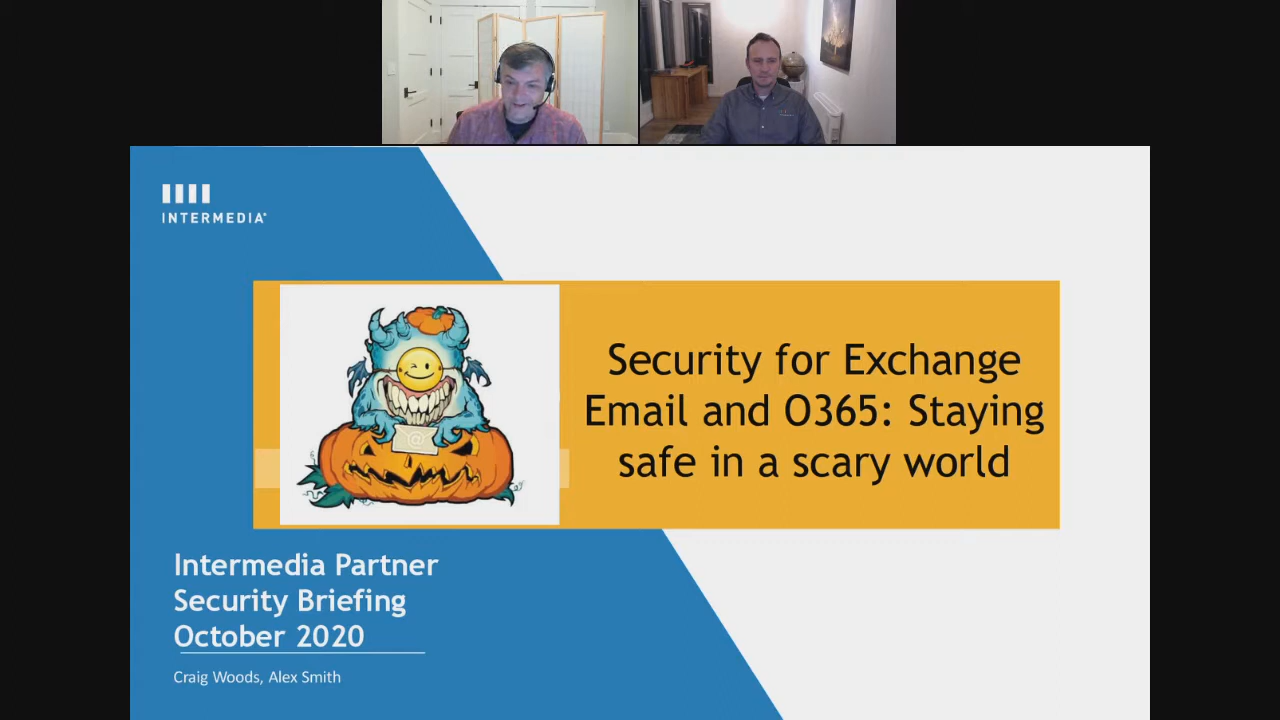 INTERMEDIA
Security for Exchange
Email and O365: Staying
safe in a scary world
@
Intermedia Partner
Security Briefing
October 2020
Craig Woods, Alex Smith